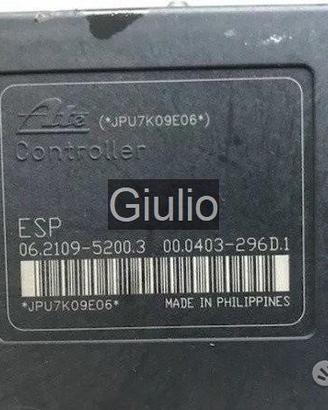 Ate (*JPU7K09E06*)
Controller
Giulio
ESP
06.2109-5200.3 00.0403-296D.1
*JPU7K09E06* MADE IN PHILIPPINES